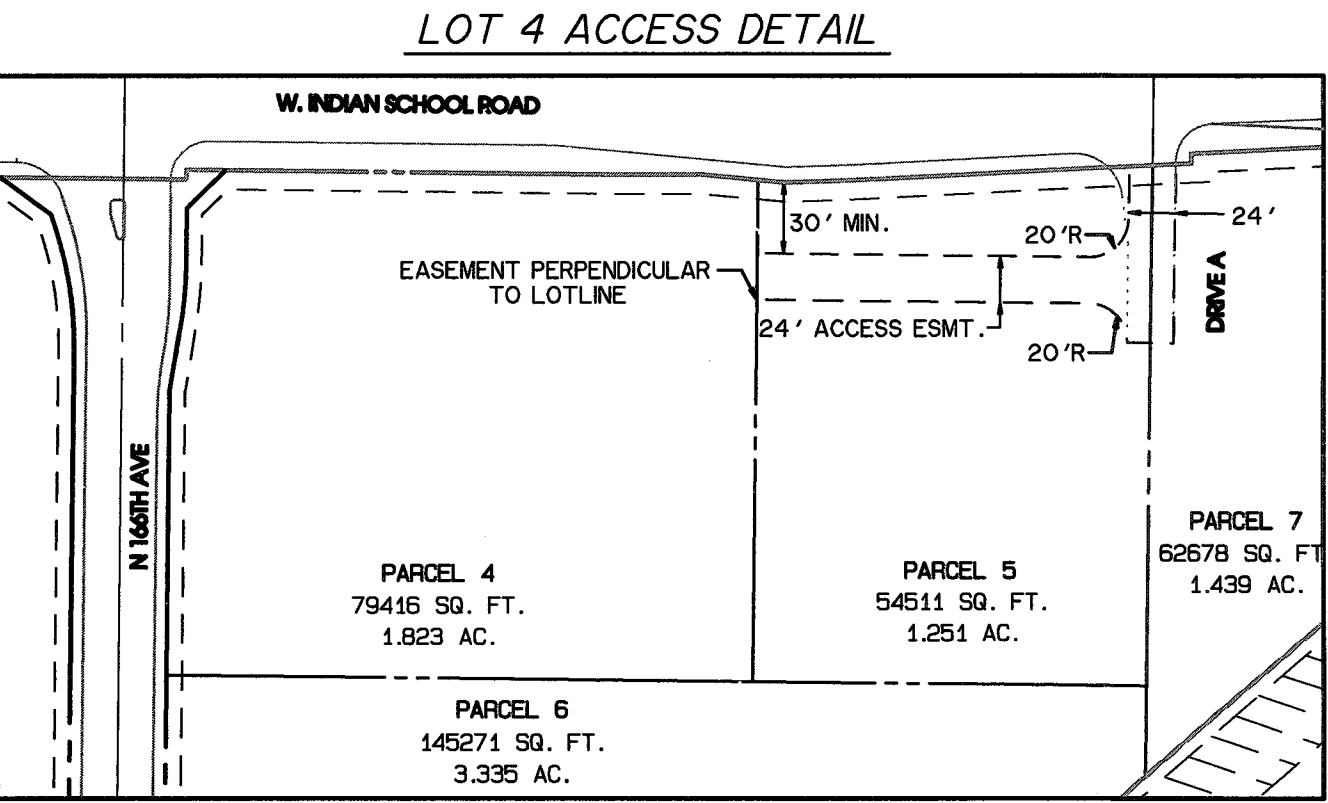 LOT 4 ACCESS DETAIL
W. INDIAN SCHOOL ROAD
30' MIN.
20'R
24'
EASEMENT PERPENDICULAR
TO LOTLINE
24' ACCESS ESMT.
20'R
DRIVE A
N 166TH AVE
PARCEL 4
79416 SQ. FT.
1.823 AC.
PARCEL 5
54511 SQ. FT.
1.251 AC.
PARCEL 7
62678 SQ. FT
1.439 AC.
PARCEL 6
145271 SQ. FT.
3.335 AC.